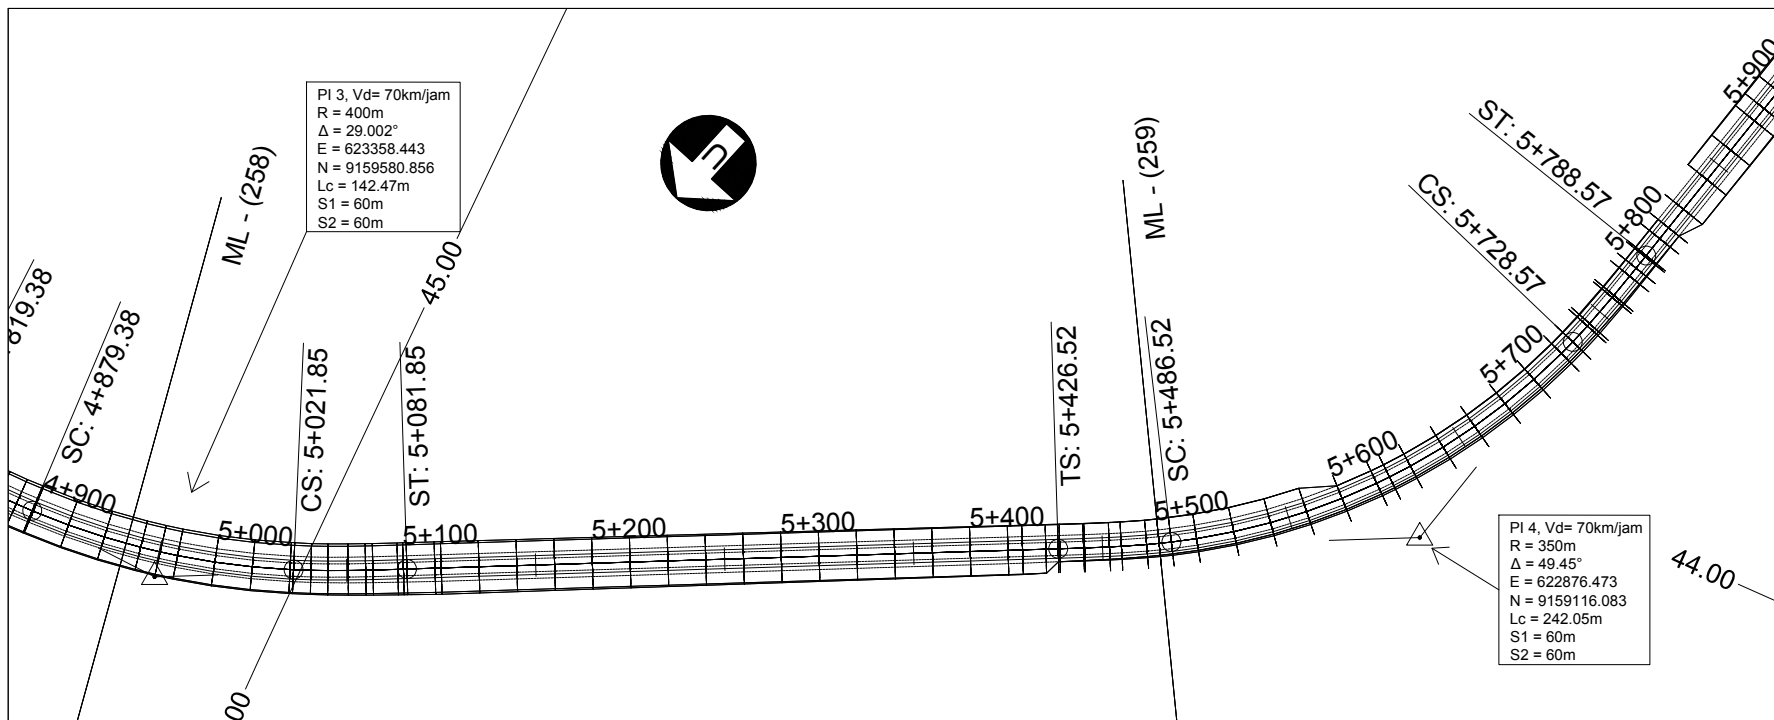 PI 3, Vd= 70km/jam
R = 400m
Δ = 29.002°
E = 623358.443
N = 9159580.856
Lc = 142.47m
S1 = 60m
S2 = 60m
ML - (258)
45.00
n
ML - (259)
ST: 5+788.57
CS: 5+728.57
819.38
SC: 4+879.38
CS: 5+021.85
ST: 5+081.85
TS: 5+426.52
SC: 5+486.52
4+900
5+000
5+100
5+200
5+300
5+400
5+500
5+600
5+700
5+800
5+900
PI 4, Vd= 70km/jam
R = 350m
Δ = 49.45°
E = 622876.473
N = 9159116.083
Lc = 242.05m
S1 = 60m
S2 = 60m
44.00
00